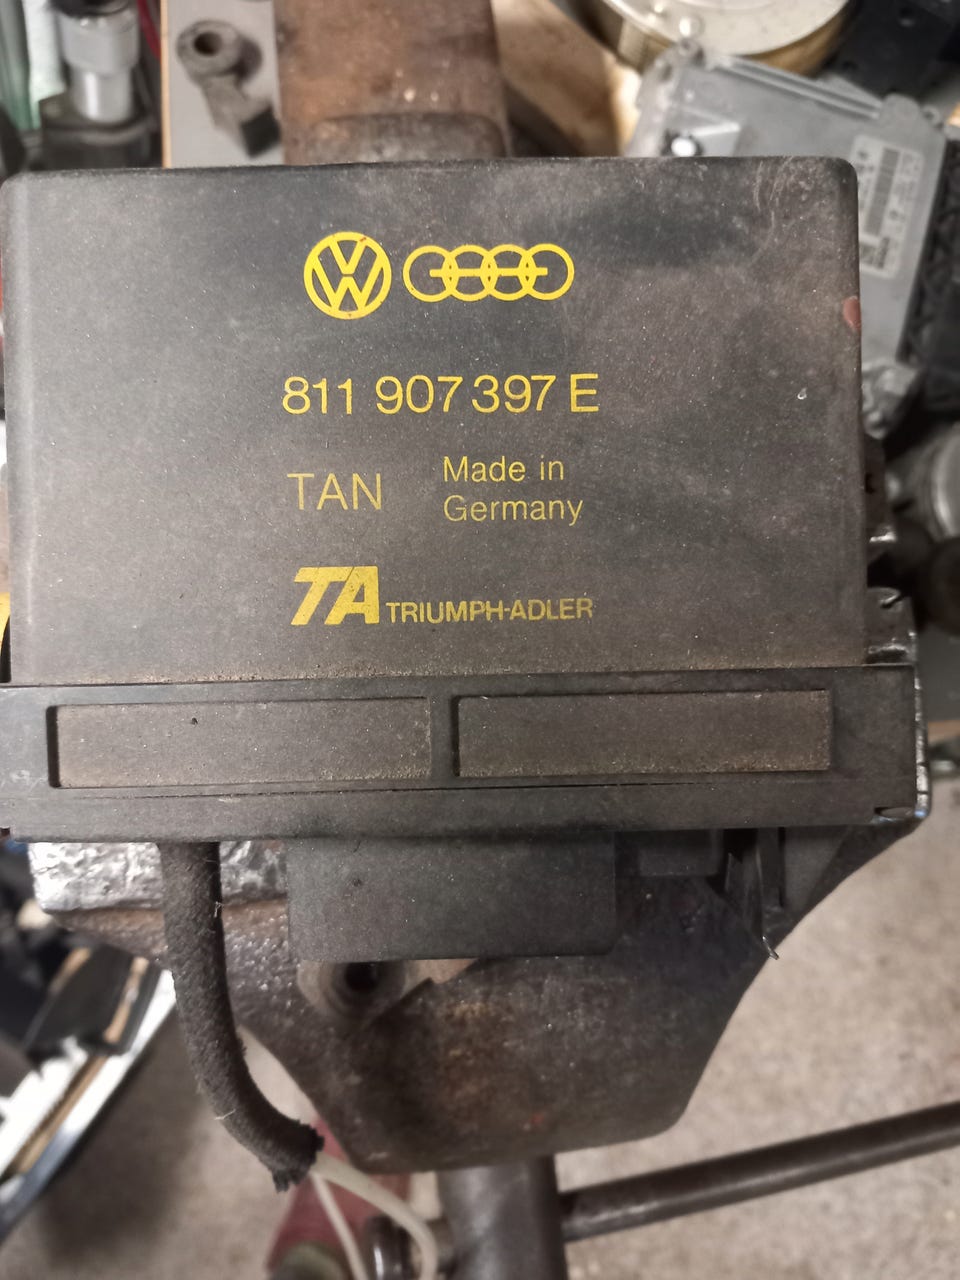 811 907 397 E
TAN
Made in
Germany
TA TRIUMPH-ADLER